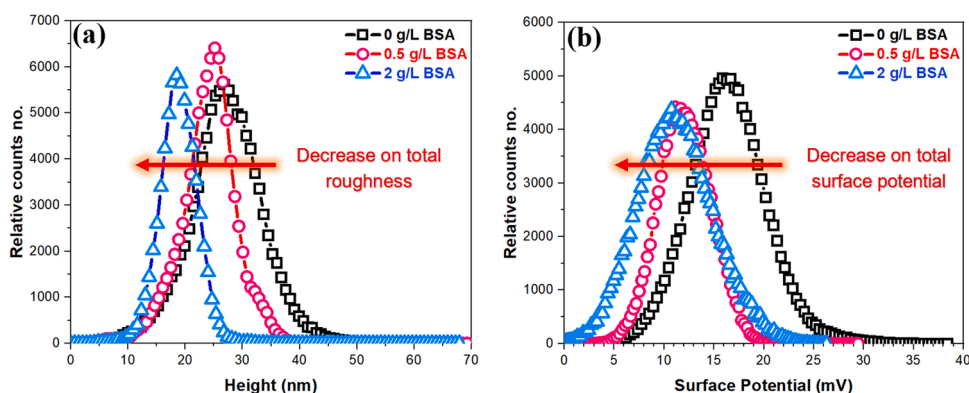 (a)
0 g/L BSA
0.5 g/L BSA
2 g/L BSA
Decrease on total
roughness
Relative counts no.
7000
6000
5000
4000
3000
2000
1000
0
0 10 20 30 40 50 60 70
Height (nm)
(b)
0 g/L BSA
0.5 g/L BSA
2 g/L BSA
Decrease on total
surface potential
Relative counts no.
6000
5000
4000
3000
2000
1000
0
0 5 10 15 20 25 30 35 40
Surface Potential (mV)